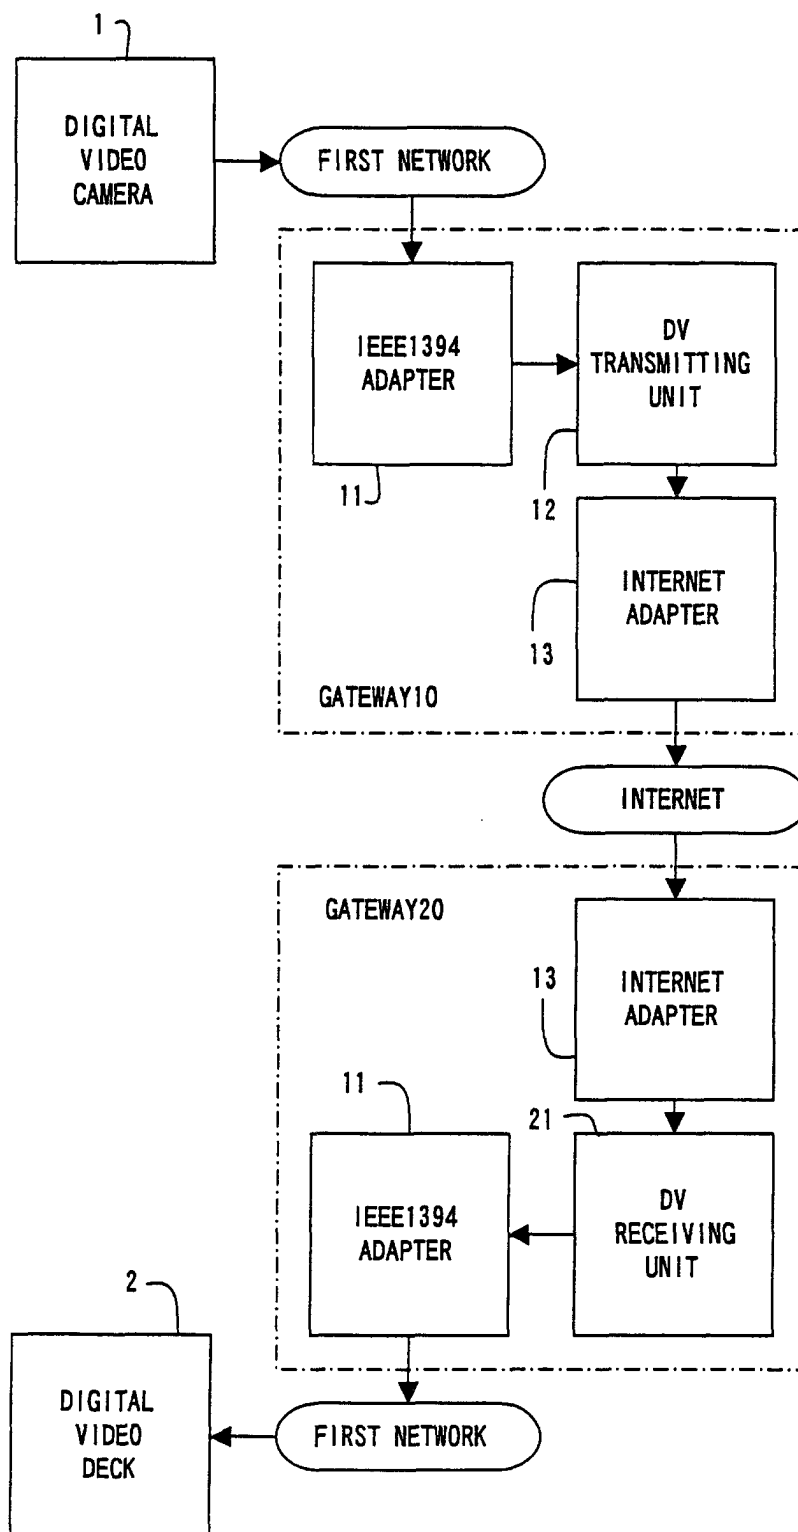 1
DIGITAL
VIDEO
CAMERA
FIRST NETWORK
IEEE1394
ADAPTER
11
DV
TRANSMITTING
UNIT
12
INTERNET
ADAPTER
13
GATEWAY10
INTERNET
GATEWAY20
INTERNET
ADAPTER
13
21
DV
RECEIVING
UNIT
11
IEEE1394
ADAPTER
FIRST NETWORK
2
DIGITAL
VIDEO
DECK